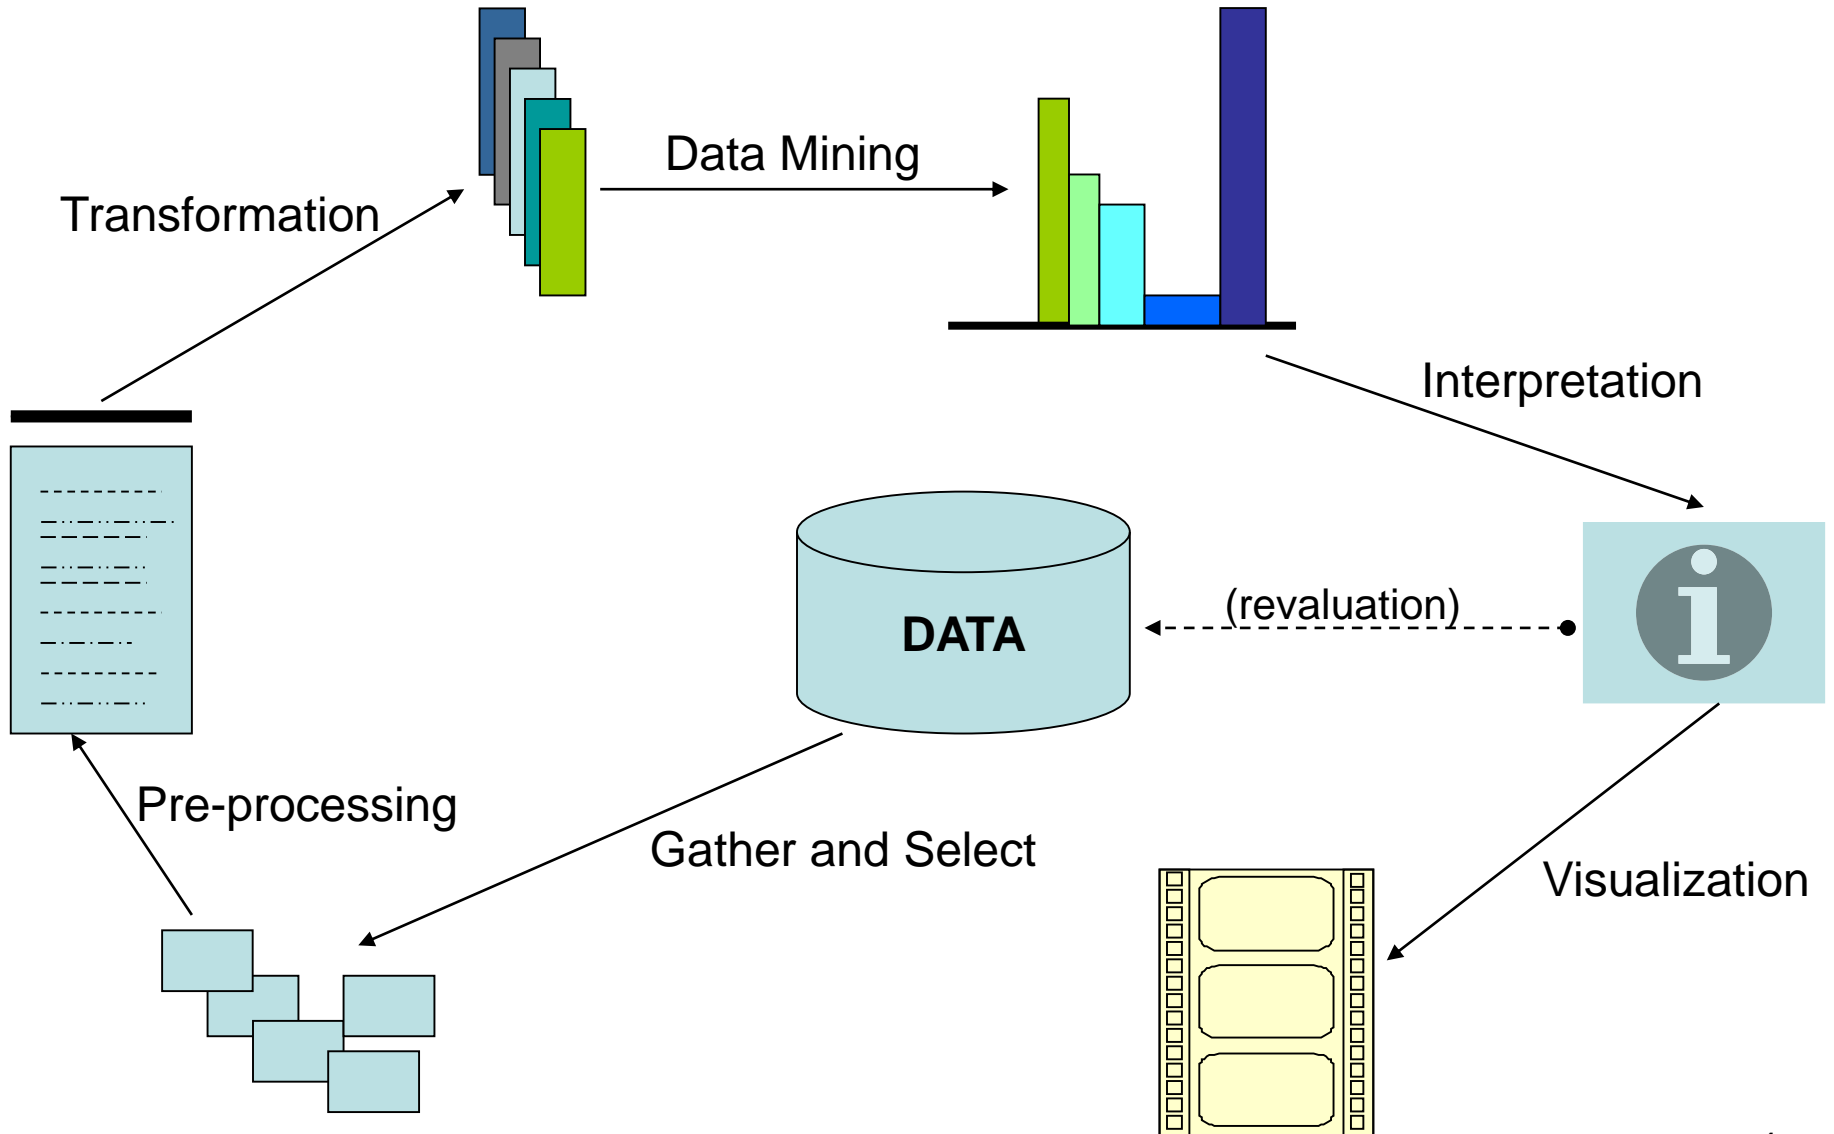 Data Mining
Transformation
Interpretation
(revaluation)
DATA
Pre-processing
Gather and Select
Visualization